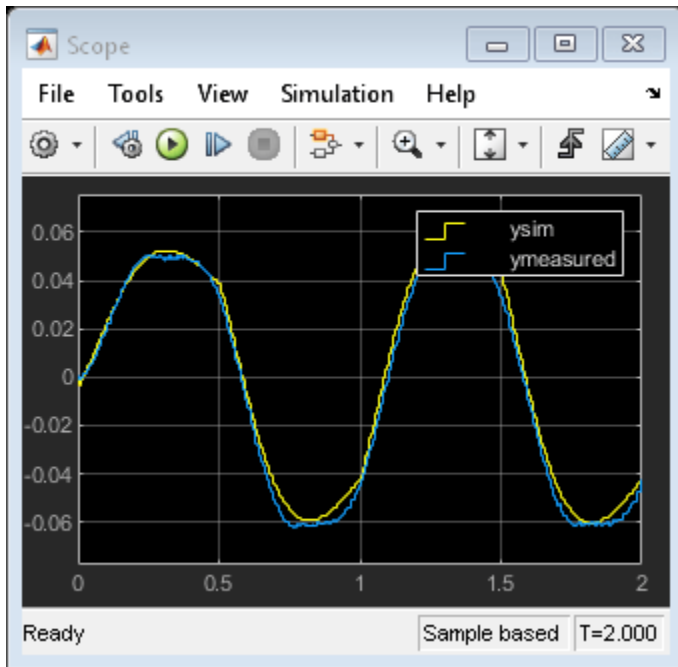 Scope
File Tools View Simulation Help
ysim
ymeasured
0.06
0.04
0.02
0
-0.02
-0.04
-0.06
0 0.5 1 1.5 2
Ready Sample based T=2.000